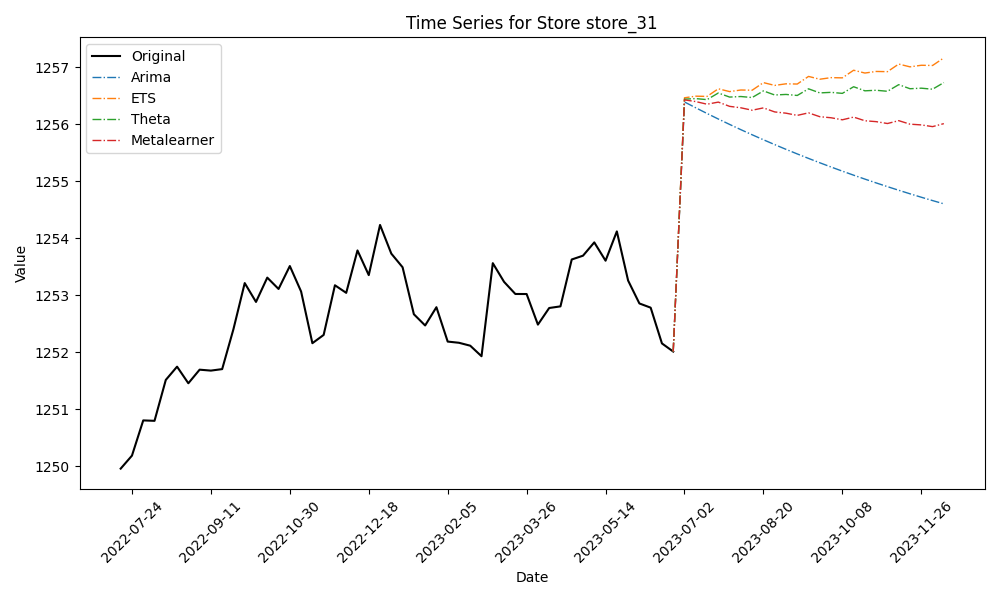 Time Series for Store store_31
Original
Arima
ETS
Theta
Metalearner
1257
1256
1255
1254
1253
1252
1251
1250
Value
2022-07-24
2022-09-11
2022-10-30
2022-12-18
2023-02-05
2023-03-26
2023-05-14
2023-07-02
2023-08-20
2023-10-08
2023-11-26
Date